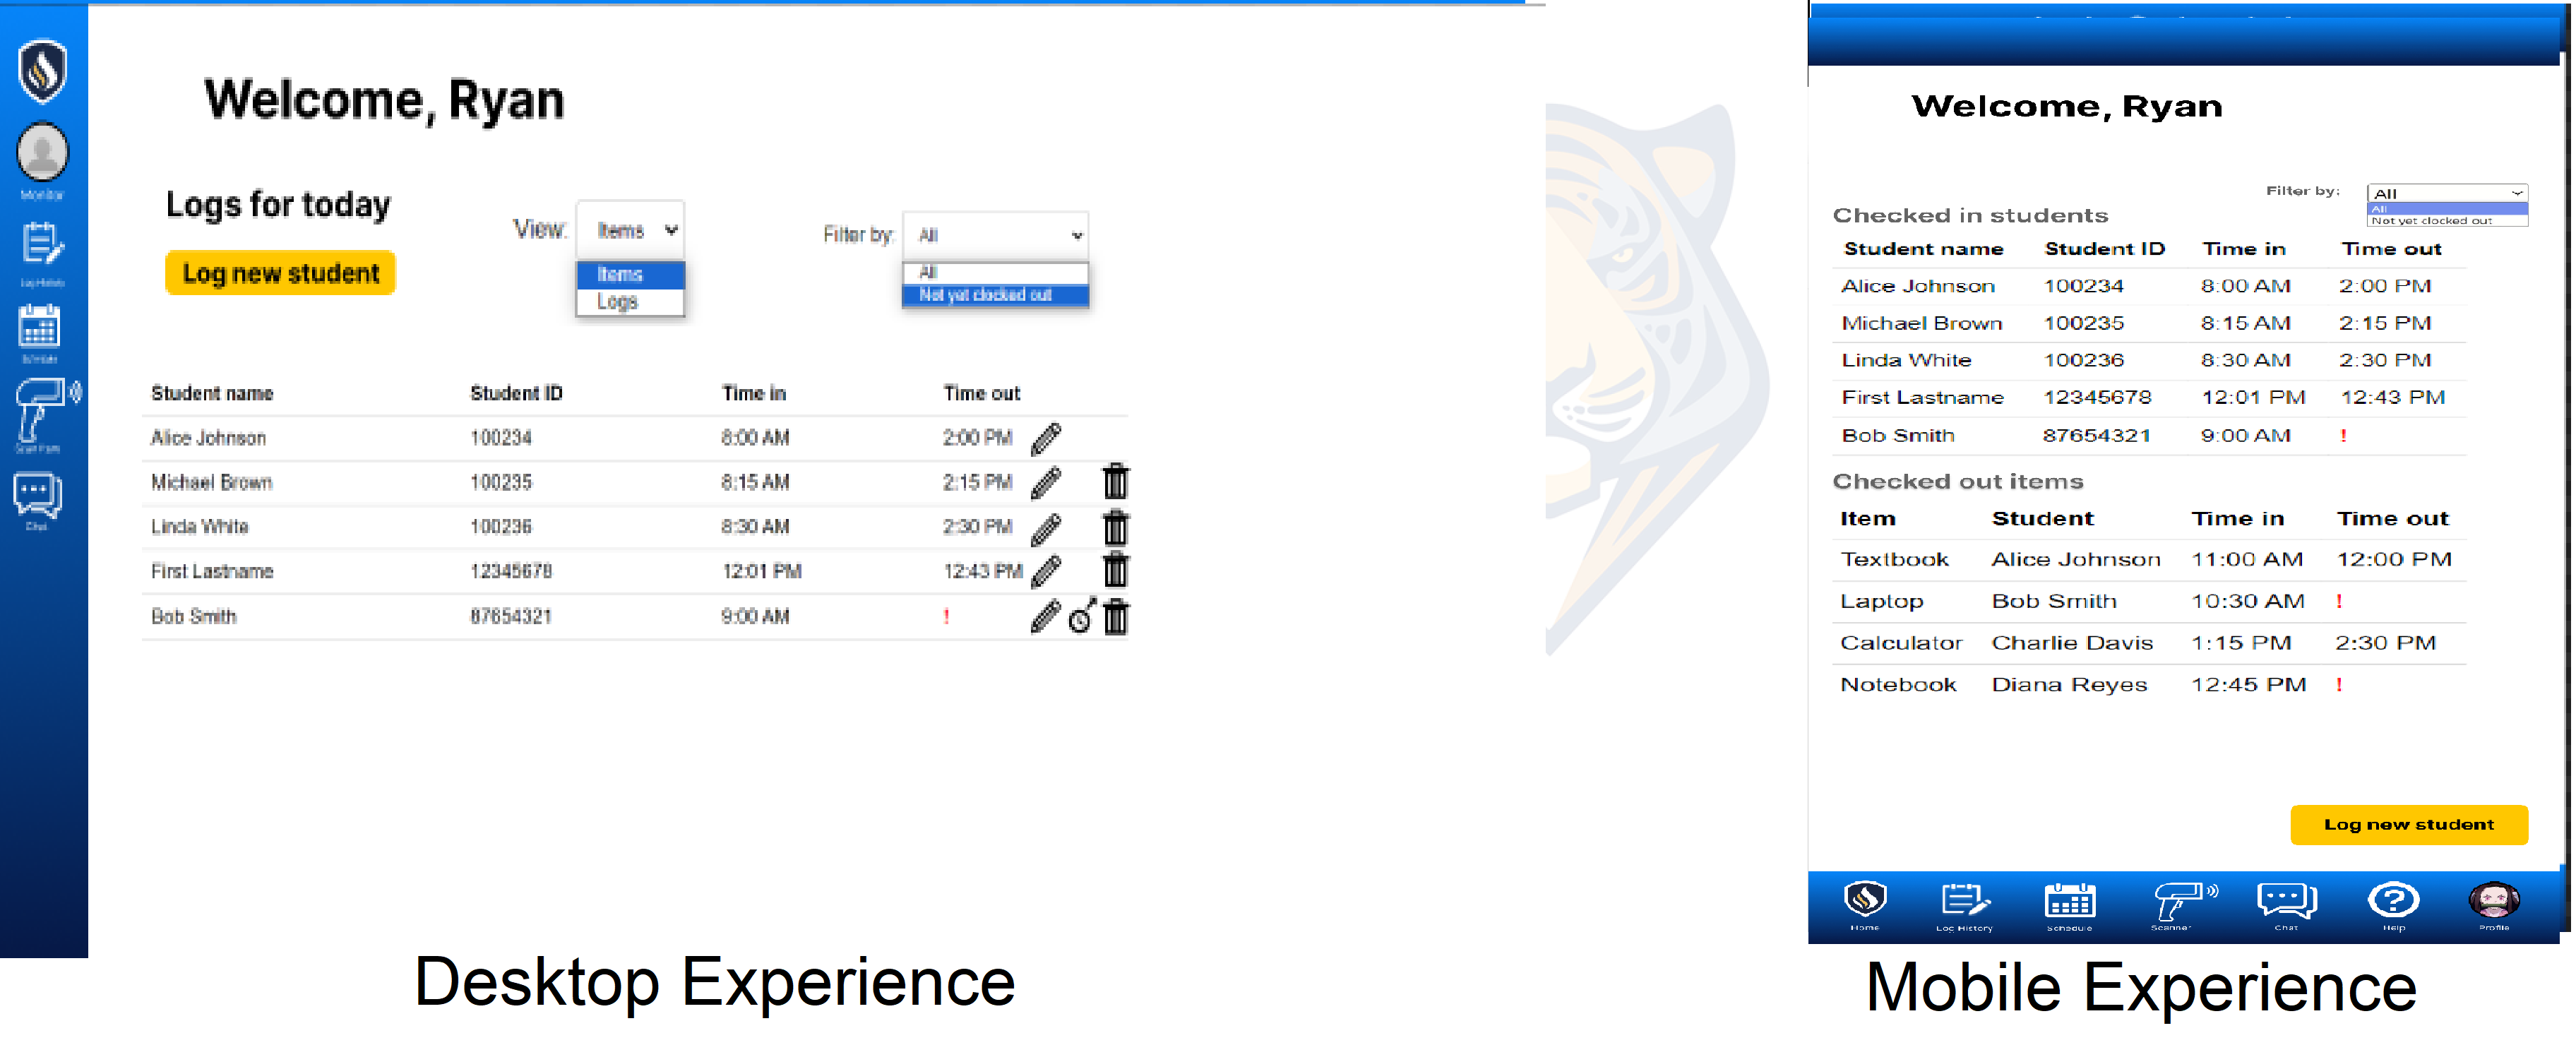 Welcome, Ryan
Logs for today
View: Items
Filter by: All
Log new student
Items
Logs
All
Not yet clocked out
Student name Student ID Time in Time out
Alice Johnson 100234 8:00 AM 2:00 PM
Michael Brown 100235 8:15 AM 2:15 PM
Linda White 100236 8:30 AM 2:30 PM
First Lastname 12345678 12:01 PM 12:43 PM
Bob Smith 87654321 9:00 AM !
Monitor
Log History
Schedule
Chat
Desktop Experience
Welcome, Ryan
Filter by: All
All
Not yet clocked out
Checked in students
Student name Student ID Time in Time out
Alice Johnson 100234 8:00 AM 2:00 PM
Michael Brown 100235 8:15 AM 2:15 PM
Linda White 100236 8:30 AM 2:30 PM
First Lastname 12345678 12:01 PM 12:43 PM
Bob Smith 87654321 9:00 AM !
Checked out items
Item Student Time in Time out
Textbook Alice Johnson 11:00 AM 12:00 PM
Laptop Bob Smith 10:30 AM !
Calculator Charlie Davis 1:15 PM 2:30 PM
Notebook Diana Reyes 12:45 PM !
Log new student
Home Log History Schedule Scanner Chat Help Profile
Mobile Experience